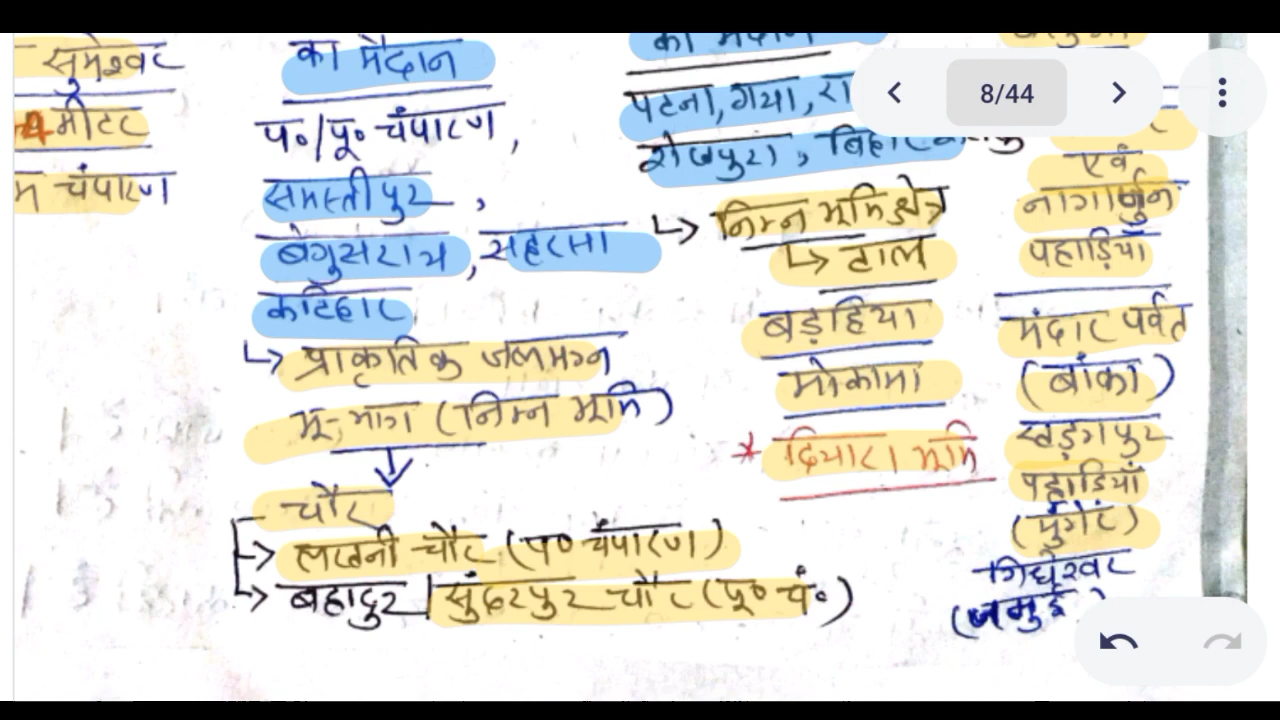 सुमेश्वर
मीटर
म चंपारण
का मैदान
प०/पू० चंपारण,
समस्तीपुर,
बेगुसराय, सहरसा
कटिहार
↳ प्राकृतिक जलमग्न
भू-भाग (निम्न भूमि)
चौर
→ लखनी चौर (प० चंपारण)
→ बहादुर / सुंदरपुर चौर (पू० चं०)
का मैदान
पटना, गया, रा
↳ निम्न भूमि क्षेत्र
↳ टाल
बड़हिया
मोकामा
* दियारा भूमि
8/44
एवं
नागार्जुन
पहाड़ियाँ
मंदार पर्वत
(बांका)
खड़गपुर
पहाड़ियाँ
(मुंगेर)
गिधेश्वर
(जमुई)